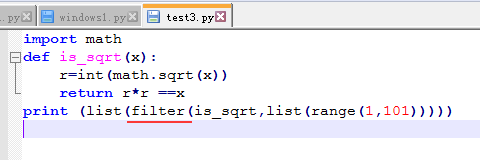 .py windows1.py test3.py
import math
def is_sqrt(x):
    r=int(math.sqrt(x))
    return r*r ==x
print (list(filter(is_sqrt,list(range(1,101)))))